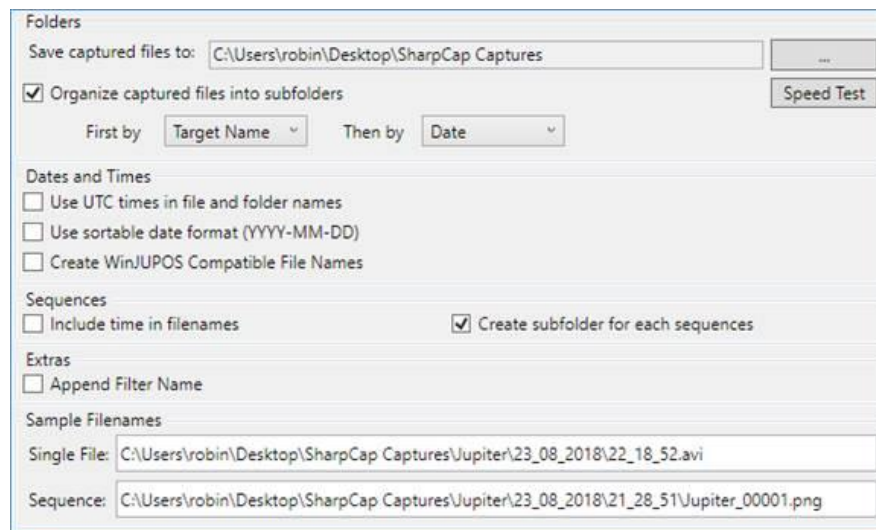 Folders
Save captured files to: C:\Users\robin\Desktop\SharpCap Captures ...
Organize captured files into subfolders Speed Test
First by Target Name Then by Date
Dates and Times
Use UTC times in file and folder names
Use sortable date format (YYYY-MM-DD)
Create WinJUPOS Compatible File Names
Sequences
Include time in filenames Create subfolder for each sequences
Extras
Append Filter Name
Sample Filenames
Single File: C:\Users\robin\Desktop\SharpCap Captures\Jupiter\23_08_2018\22_18_52.avi
Sequence: C:\Users\robin\Desktop\SharpCap Captures\Jupiter\23_08_2018\21_28_51\Jupiter_00001.png